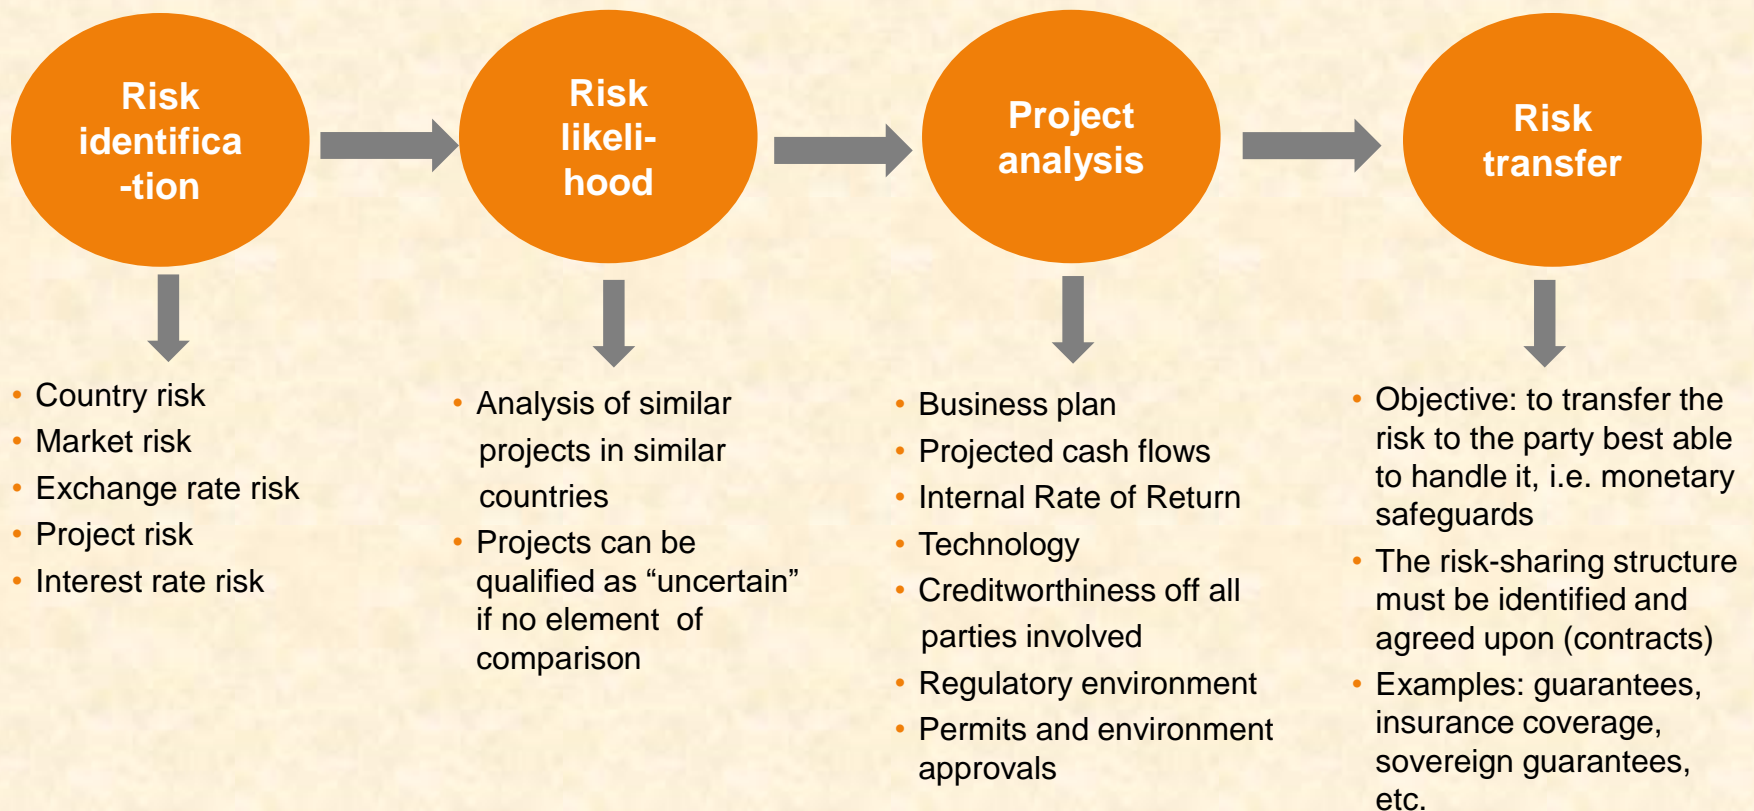 Risk
identifica
-tion
Risk
likeli-
hood
Project
analysis
Risk
transfer
• Country risk
• Market risk
• Exchange rate risk
• Project risk
• Interest rate risk
• Analysis of similar
projects in similar
countries
• Projects can be
qualified as “uncertain”
if no element of
comparison
• Business plan
• Projected cash flows
• Internal Rate of Return
• Technology
• Creditworthiness off all
parties involved
• Regulatory environment
• Permits and environment
approvals
• Objective: to transfer the
risk to the party best able
to handle it, i.e. monetary
safeguards
• The risk-sharing structure
must be identified and
agreed upon (contracts)
• Examples: guarantees,
insurance coverage,
sovereign guarantees,
etc.